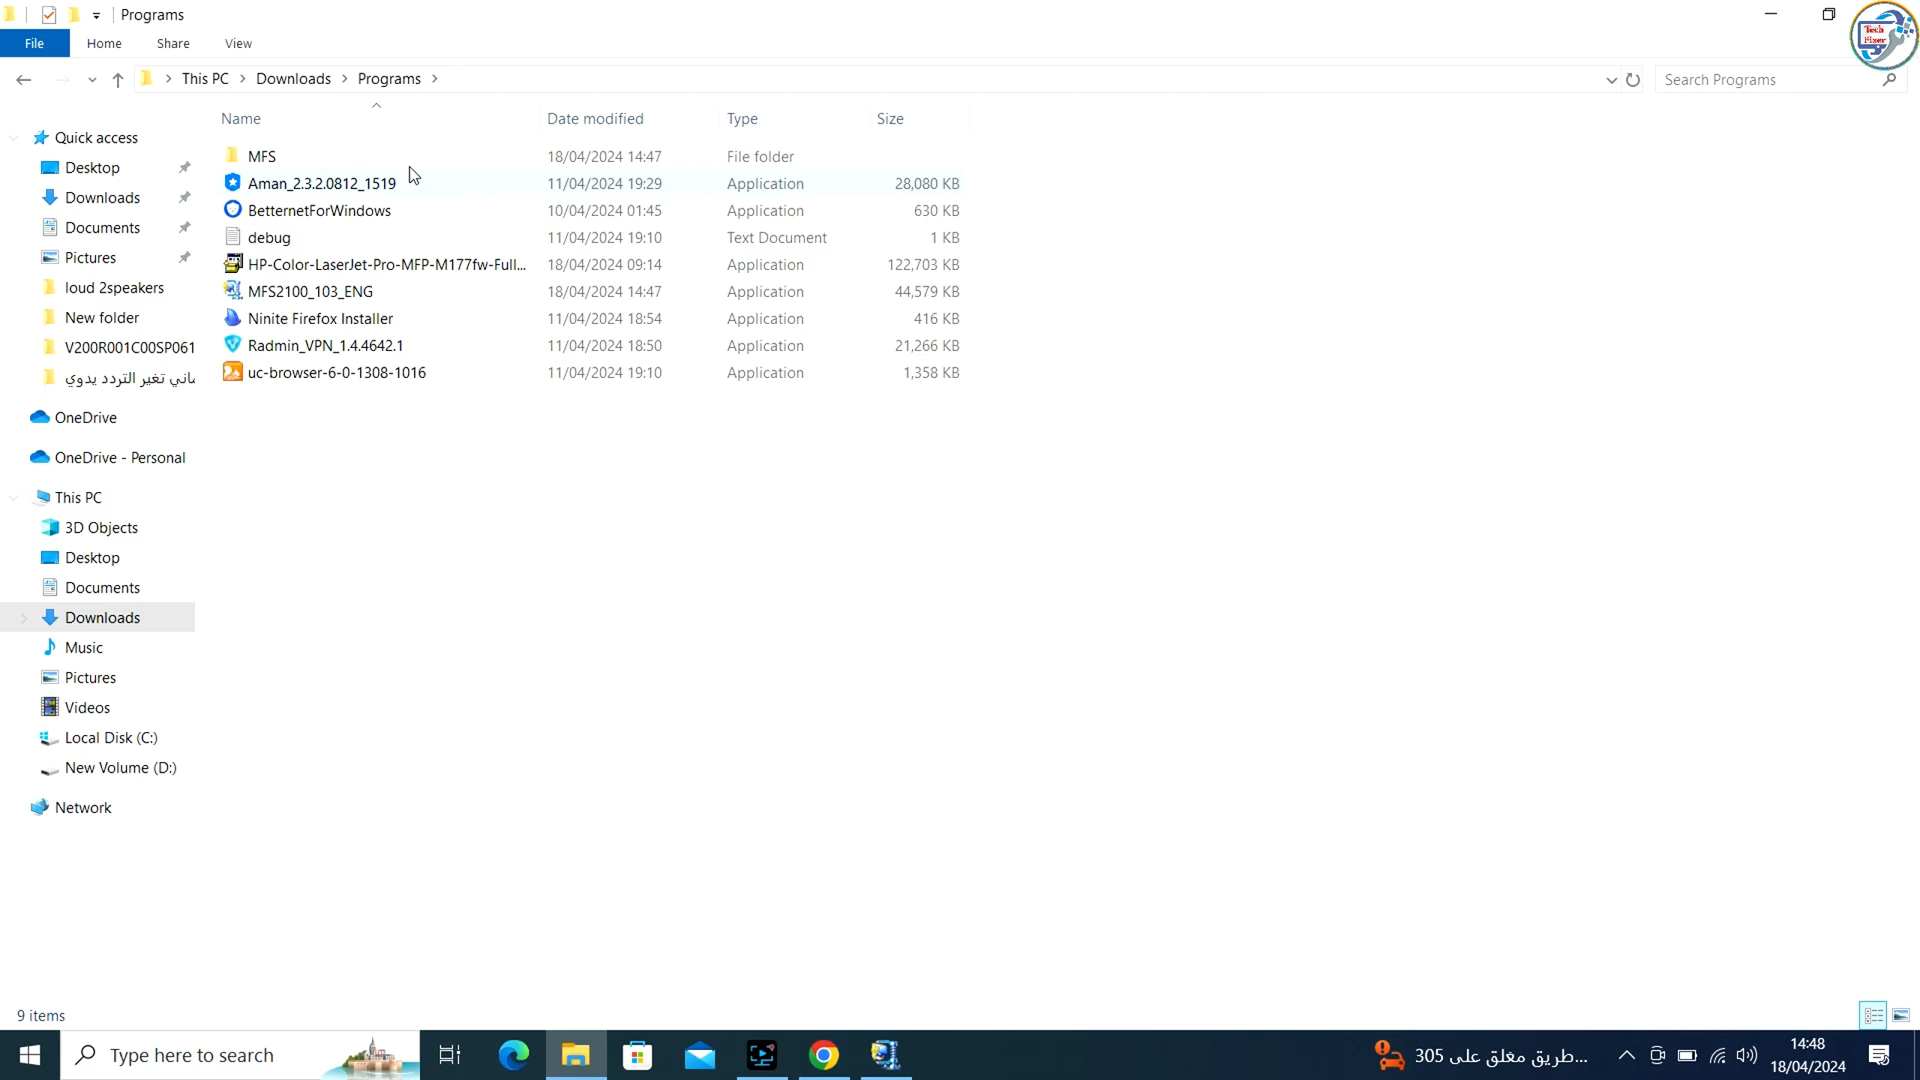 Programs
Tech
Fixer
File Home Share View
This PC Downloads Programs
Search Programs
Name Date modified Type Size
Quick access
Desktop
Downloads
Documents
Pictures
loud 2speakers
New folder
V200R001C00SP061
ماني تغير التردد يدوي
OneDrive
OneDrive - Personal
This PC
3D Objects
Desktop
Documents
Downloads
Music
Pictures
Videos
Local Disk (C:)
New Volume (D:)
Network
MFS 18/04/2024 14:47 File folder
Aman_2.3.2.0812_1519 11/04/2024 19:29 Application 28,080 KB
BetternetForWindows 10/04/2024 01:45 Application 630 KB
debug 11/04/2024 19:10 Text Document 1 KB
HP-Color-LaserJet-Pro-MFP-M177fw-Full... 18/04/2024 09:14 Application 122,703 KB
MFS2100_103_ENG 18/04/2024 14:47 Application 44,579 KB
Ninite Firefox Installer 11/04/2024 18:54 Application 416 KB
Radmin_VPN_1.4.4642.1 11/04/2024 18:50 Application 21,266 KB
uc-browser-6-0-1308-1016 11/04/2024 19:10 Application 1,358 KB
9 items
Type here to search
طريق مغلق على 305...
14:48
18/04/2024